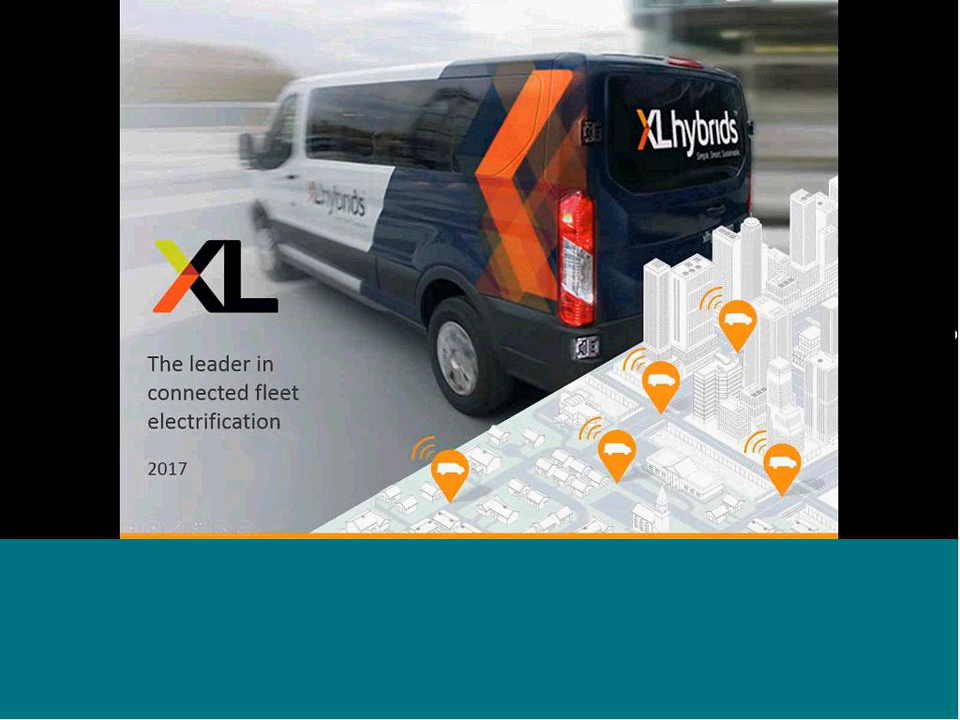 XLhybrids
Simple. Smart. Sustainable.
XLhybrids
XL
The leader in
connected fleet
electrification
2017